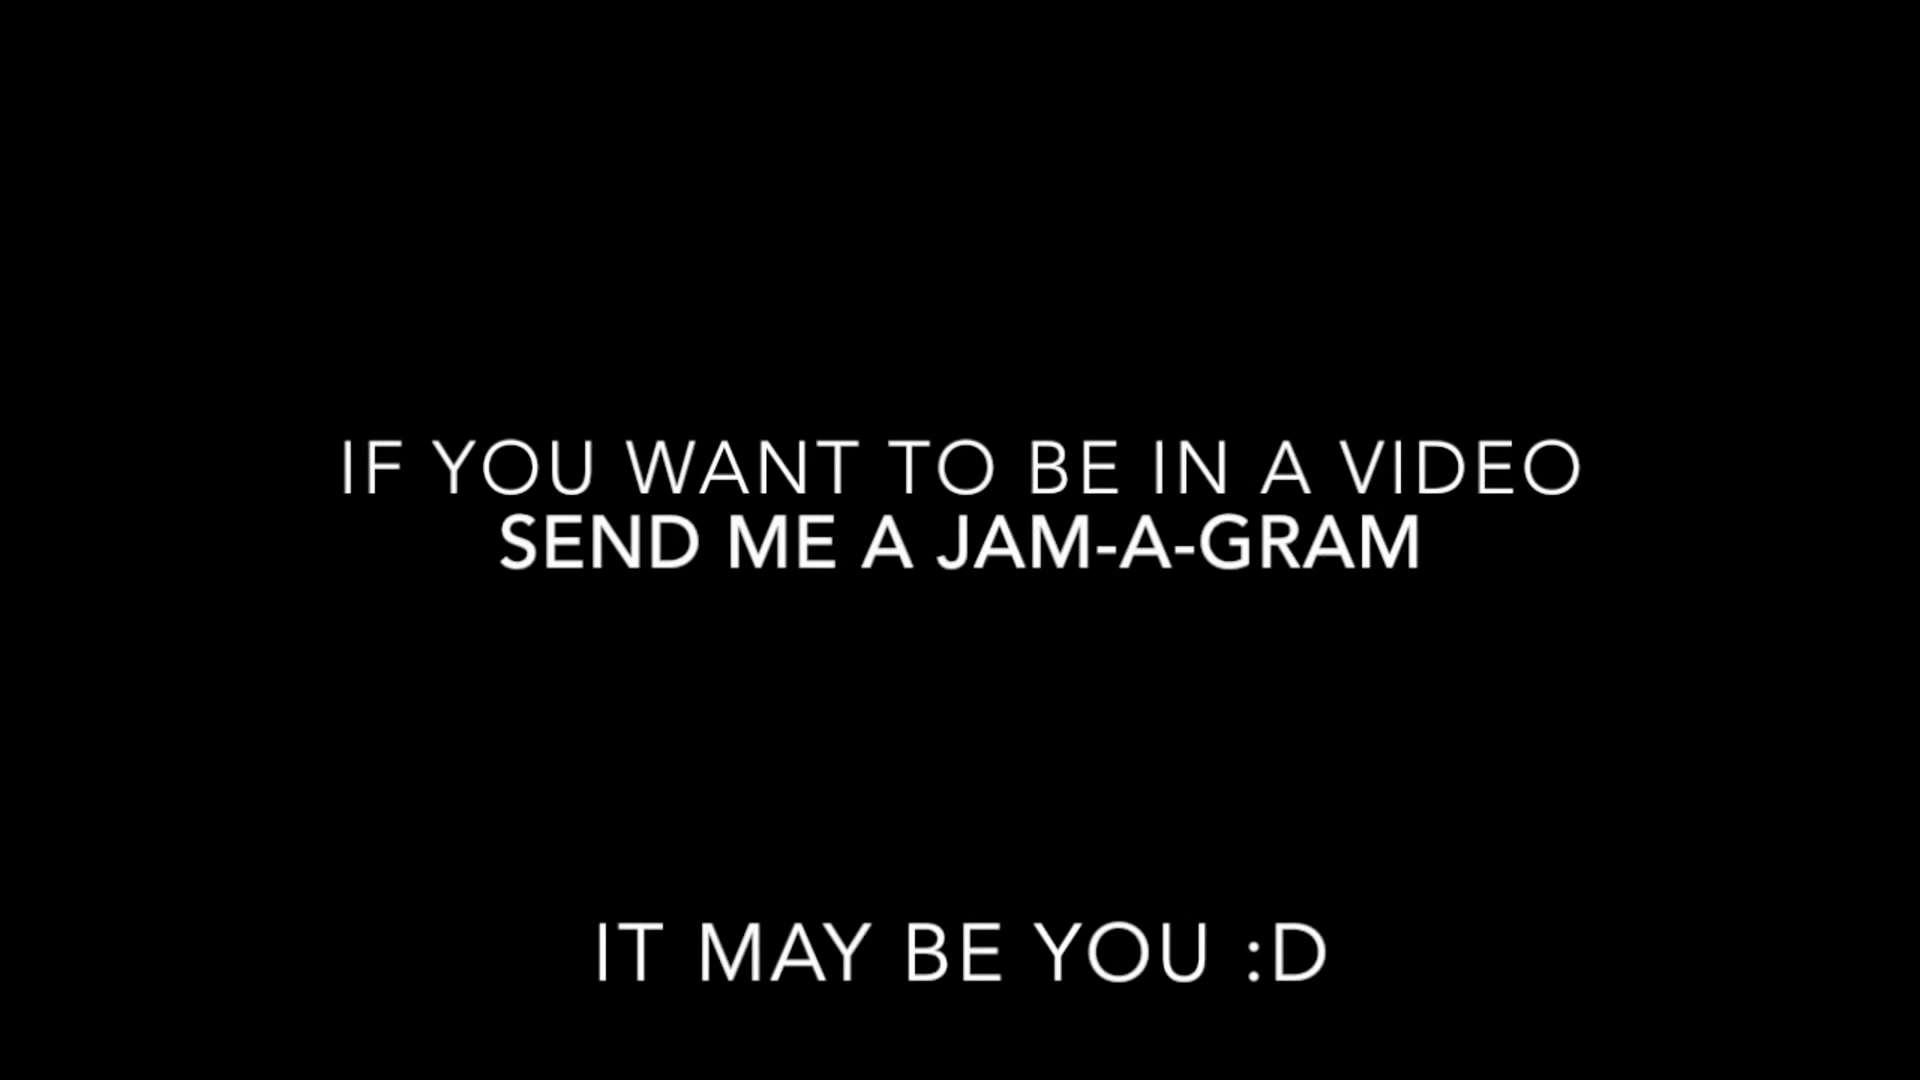 IF YOU WANT TO BE IN A VIDEO
SEND ME A JAM-A-GRAM
IT MAY BE YOU :D